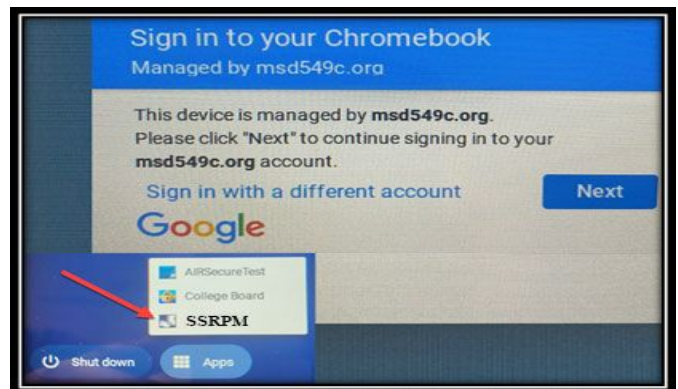 Sign in to your Chromebook
Managed by msd549c.org
This device is managed by msd549c.org.
Please click "Next" to continue signing in to your
msd549c.org account.
Sign in with a different account
Next
Google
AIRSecureTest
College Board
SSRPM
Shut down
Apps